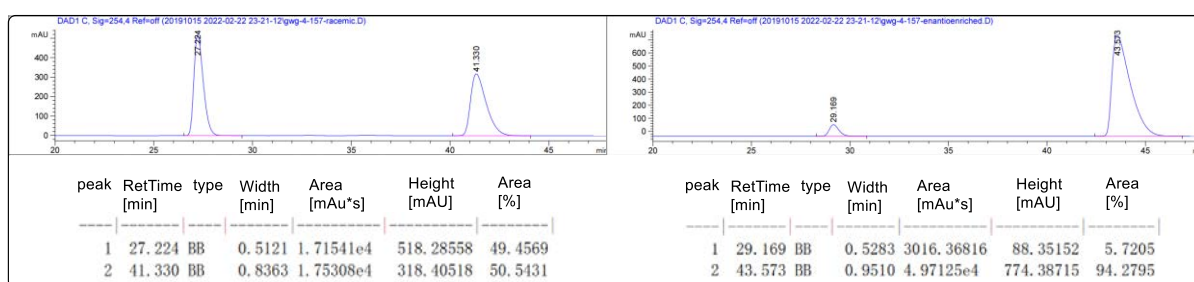 DAD1 C, Sig=254,4 Ref=off (20191015 2022-02-22 23-21-12\gwg-4-157-racemic.D)
mAU
400
300
200
100
0
27.224
41.330
20 25 30 35 40 45 min
peak RetTime type Width Area Height Area
[min] [min] [mAu*s] [mAU] [%]
1 27.224 BB 0.5121 1.71541e4 518.28558 49.4569
2 41.330 BB 0.8363 1.75308e4 318.40518 50.5431
DAD1 C, Sig=254,4 Ref=off (20191015 2022-02-22 23-21-12\gwg-4-157-enantioenriched.D)
mAU
600
500
400
300
200
100
0
29.169
43.573
20 25 30 35 40 45
peak RetTime type Width Area Height Area
[min] [min] [mAu*s] [mAU] [%]
1 29.169 BB 0.5283 3016.36816 88.35152 5.7205
2 43.573 BB 0.9510 4.97125e4 774.38715 94.2795